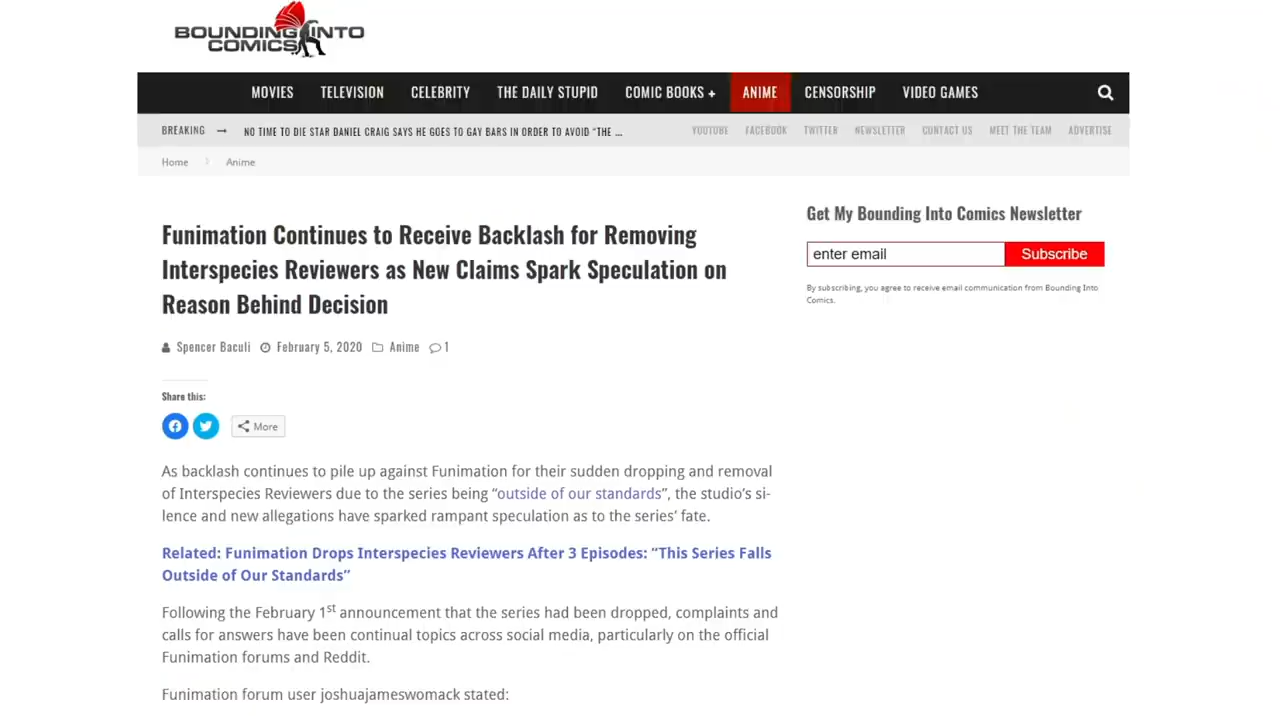 BOUNDING INTO
COMICS
MOVIES TELEVISION CELEBRITY THE DAILY STUPID COMIC BOOKS + ANIME CENSORSHIP VIDEO GAMES
BREAKING → NO TIME TO DIE STAR DANIEL CRAIG SAYS HE GOES TO GAY BARS IN ORDER TO AVOID “THE ... YOUTUBE FACEBOOK TWITTER NEWSLETTER CONTACT US MEET THE TEAM ADVERTISE
Home > Anime
Funimation Continues to Receive Backlash for Removing
Interspecies Reviewers as New Claims Spark Speculation on
Reason Behind Decision
Spencer Baculi February 5, 2020 Anime 1
Share this:
More
As backlash continues to pile up against Funimation for their sudden dropping and removal
of Interspecies Reviewers due to the series being “outside of our standards”, the studio’s si-
lence and new allegations have sparked rampant speculation as to the series’ fate.
Related: Funimation Drops Interspecies Reviewers After 3 Episodes: “This Series Falls
Outside of Our Standards”
Following the February 1st announcement that the series had been dropped, complaints and
calls for answers have been continual topics across social media, particularly on the official
Funimation forums and Reddit.
Funimation forum user joshuajameswomack stated:
Get My Bounding Into Comics Newsletter
enter email Subscribe
By subscribing, you agree to receive email communication from Bounding Into
Comics.